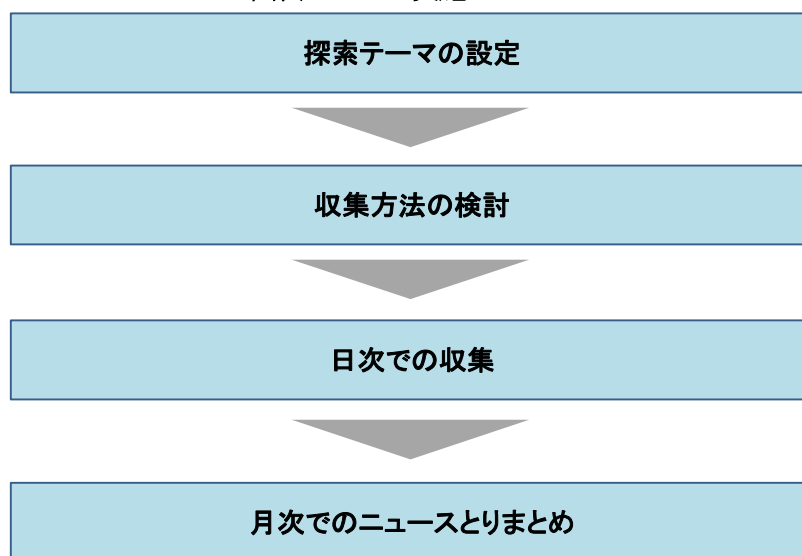 探索テーマの設定
収集方法の検討
日次での収集
月次でのニュースとりまとめ